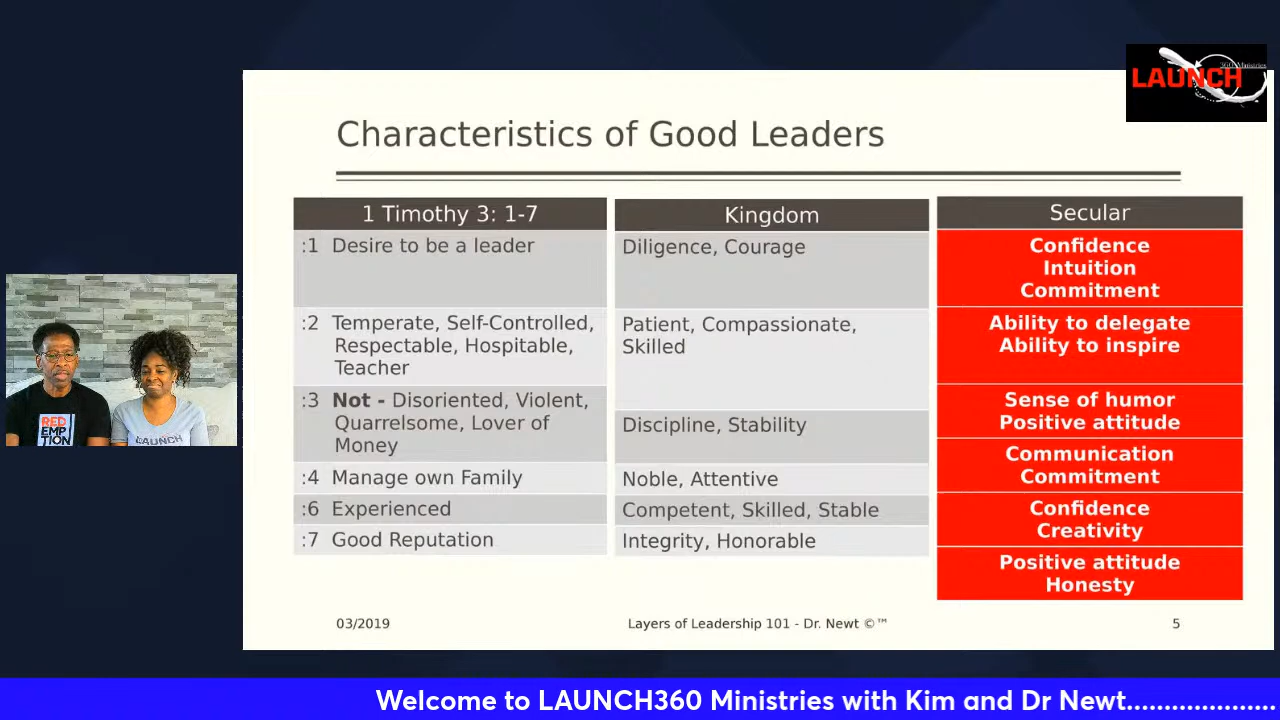 360 Ministries
LAUNCH
Characteristics of Good Leaders
1 Timothy 3: 1-7
:1 Desire to be a leader
:2 Temperate, Self-Controlled,
Respectable, Hospitable,
Teacher
:3 Not - Disoriented, Violent,
Quarrelsome, Lover of
Money
:4 Manage own Family
:6 Experienced
:7 Good Reputation
Kingdom
Diligence, Courage
Patient, Compassionate,
Skilled
Discipline, Stability
Noble, Attentive
Competent, Skilled, Stable
Integrity, Honorable
Secular
Confidence
Intuition
Commitment
Ability to delegate
Ability to inspire
Sense of humor
Positive attitude
Communication
Commitment
Confidence
Creativity
Positive attitude
Honesty
03/2019
Layers of Leadership 101 - Dr. Newt ©™
5
RED
EMP
TION
LAUNCH
Welcome to LAUNCH360 Ministries with Kim and Dr Newt...................